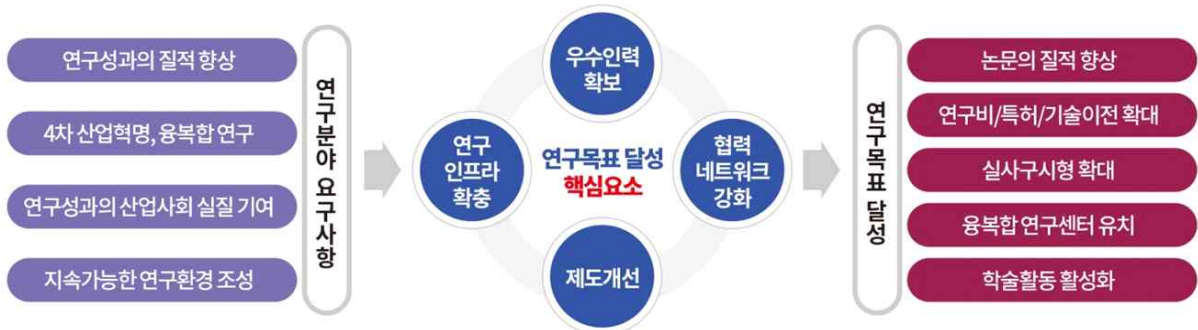 연구성과의 질적 향상
4차 산업혁명, 융복합 연구
연구성과의 산업사회 실질 기여
지속가능한 연구환경 조성
연구분야 요구사항
우수인력
확보
연구
인프라
확충
연구목표 달성
핵심요소
협력
네트워크
강화
제도개선
연구목표 달성
논문의 질적 향상
연구비/특허/기술이전 확대
실사구시형 확대
융복합 연구센터 유치
학술활동 활성화